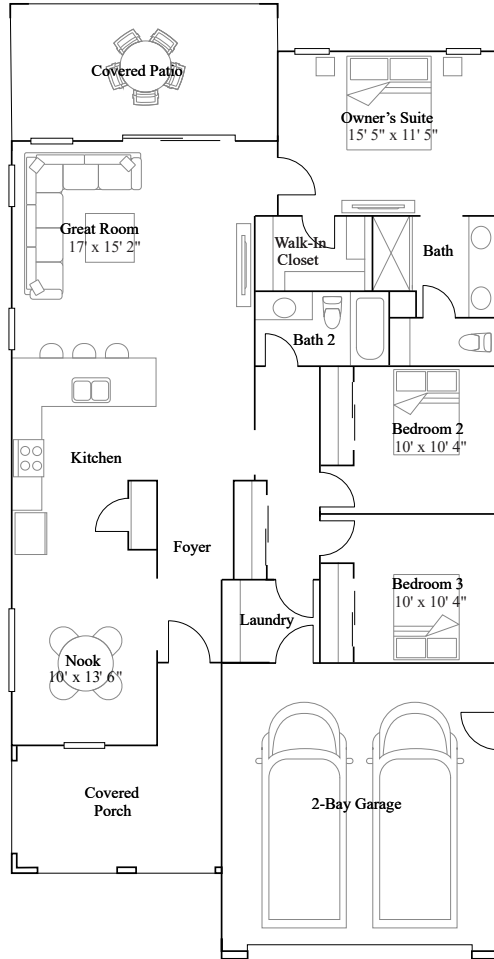 Covered Patio
Owner's Suite
15' 5" x 11' 5"
Great Room
17' x 15' 2"
Walk-In
Closet
Bath
Bath 2
Bedroom 2
10' x 10' 4"
Kitchen
Foyer
Bedroom 3
10' x 10' 4"
Laundry
Nook
10' x 13' 6"
Covered
Porch
2-Bay Garage